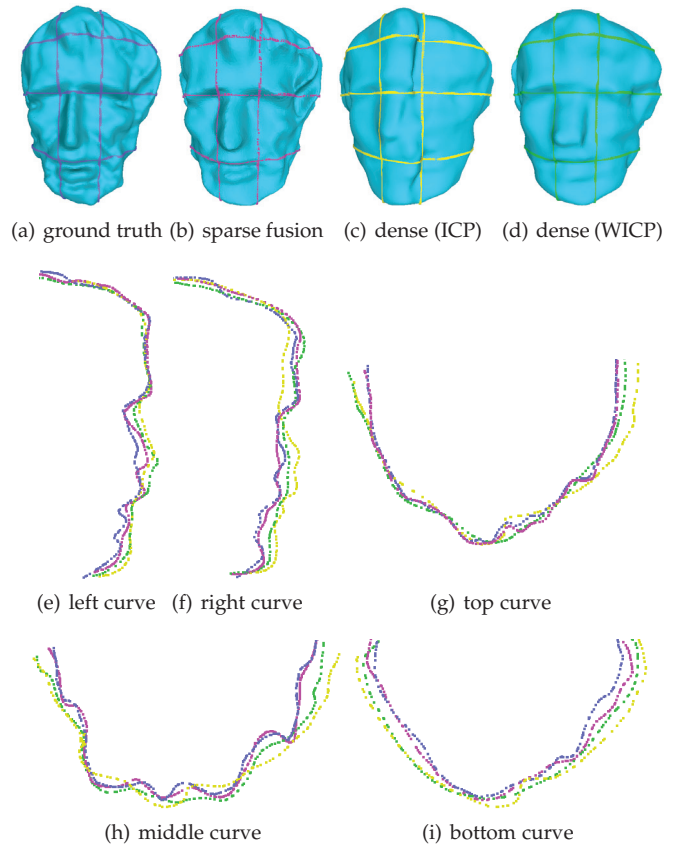 (a) ground truth (b) sparse fusion (c) dense (ICP) (d) dense (WICP)
(e) left curve (f) right curve (g) top curve
(h) middle curve (i) bottom curve